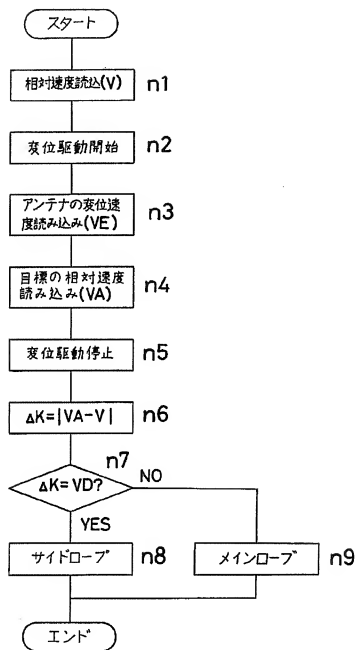 スタート
相対速度読込(V) n1
変位駆動開始 n2
アンテナの変位速
度読み込み(VE) n3
目標の相対速度
読み込み(VA) n4
変位駆動停止 n5
ΔK=|VA-V| n6
n7
ΔK=VD?
NO
YES
サイドローブ n8
メインローブ n9
エンド